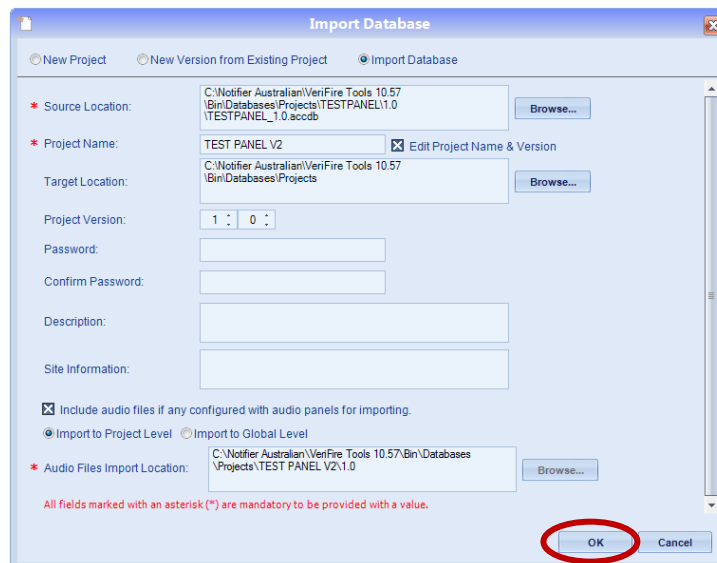 Import Database
New Project New Version from Existing Project Import Database
* Source Location:
C:\Notifier Australian\VeriFire Tools 10.57
\Bin\Databases\Projects\TESTPANEL\1.0
\TESTPANEL_1.0.accdb
Browse...
* Project Name:
TEST PANEL V2
Edit Project Name & Version
Target Location:
C:\Notifier Australian\VeriFire Tools 10.57
\Bin\Databases\Projects
Browse...
Project Version:
1 0
Password:
Confirm Password:
Description:
Site Information:
Include audio files if any configured with audio panels for importing.
Import to Project Level Import to Global Level
* Audio Files Import Location:
C:\Notifier Australian\VeriFire Tools 10.57\Bin\Databases
\Projects\TEST PANEL V2\1.0
Browse...
All fields marked with an asterisk (*) are mandatory to be provided with a value.
OK Cancel